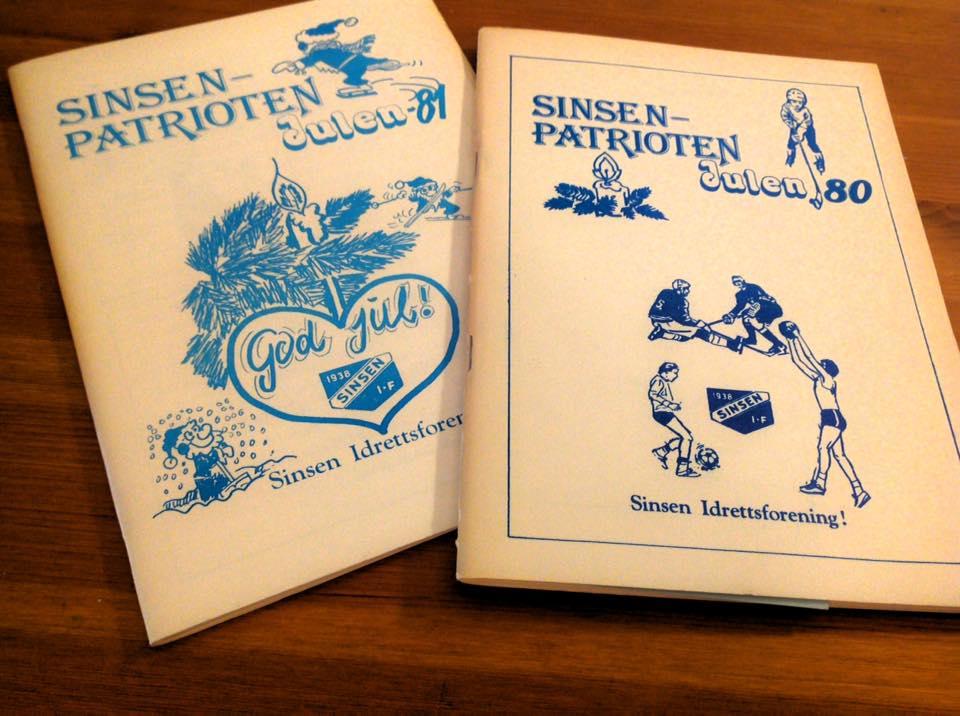 SINSEN–
PATRIOTEN
Julen-81
God jul!
1938
SINSEN
I-F
Sinsen Idrettsforen
SINSEN–
PATRIOTEN
Julen 80
1938
SINSEN
I-F
Sinsen Idrettsforening!